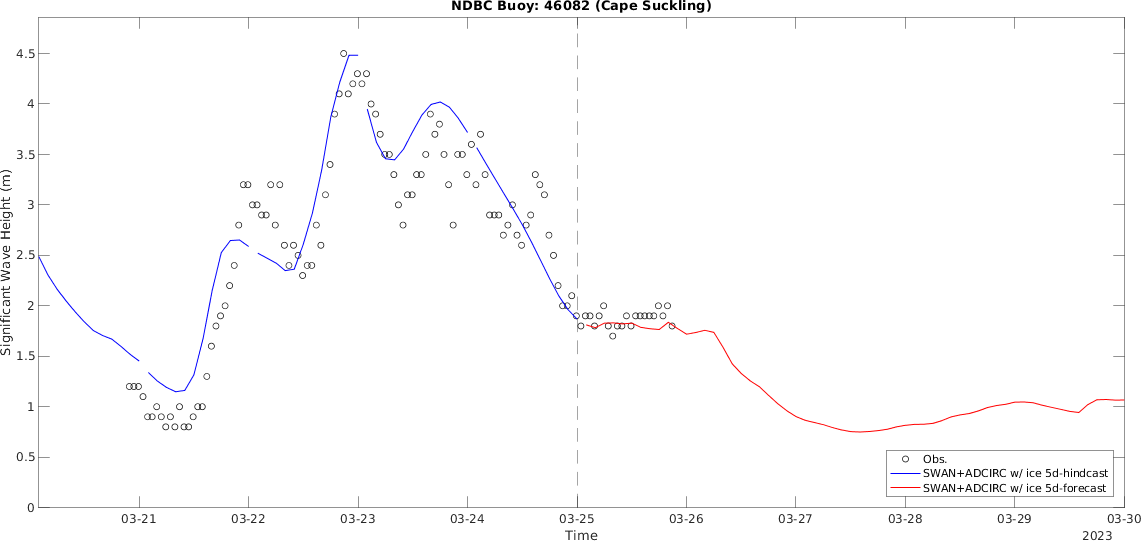 NDBC Buoy: 46082 (Cape Suckling)
Significant Wave Height (m)
4.5
4
3.5
3
2.5
2
1.5
1
0.5
0
03-21 03-22 03-23 03-24 03-25 03-26 03-27 03-28 03-29 03-30
Time
2023
Obs.
SWAN+ADCIRC w/ ice 5d-hindcast
SWAN+ADCIRC w/ ice 5d-forecast